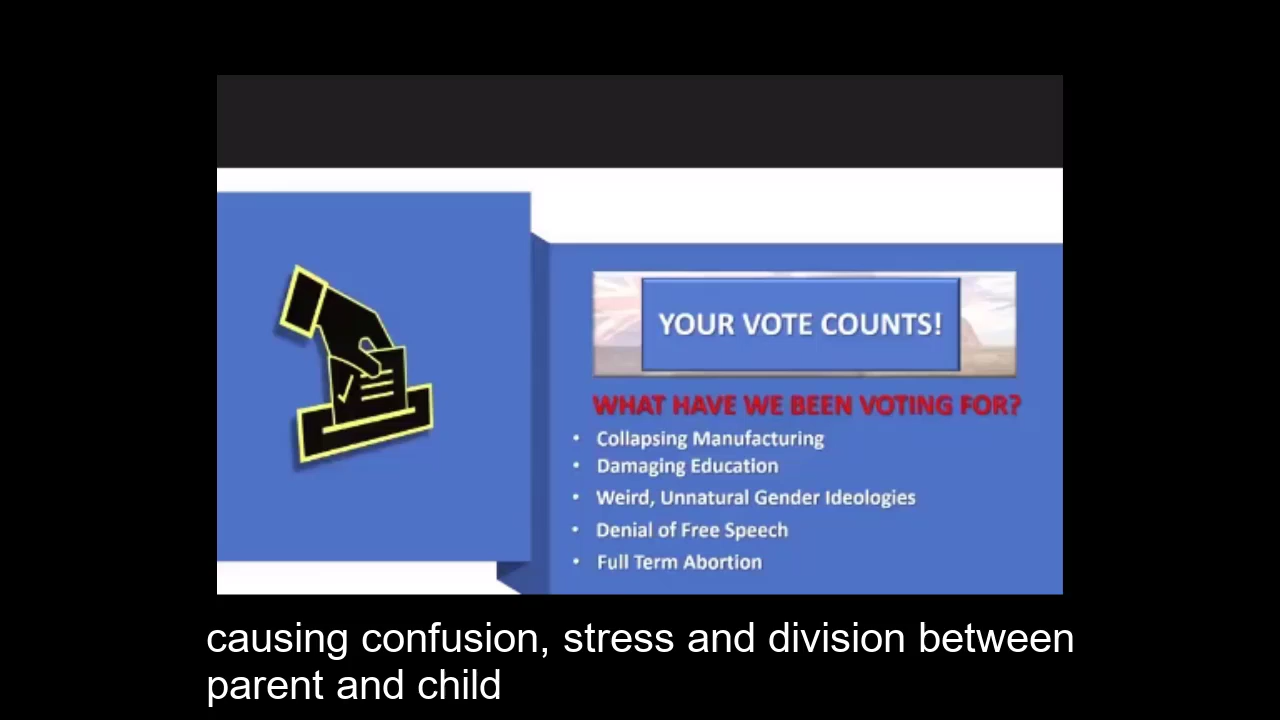 YOUR VOTE COUNTS!
WHAT HAVE WE BEEN VOTING FOR?
• Collapsing Manufacturing
• Damaging Education
• Weird, Unnatural Gender Ideologies
• Denial of Free Speech
• Full Term Abortion
causing confusion, stress and division between
parent and child